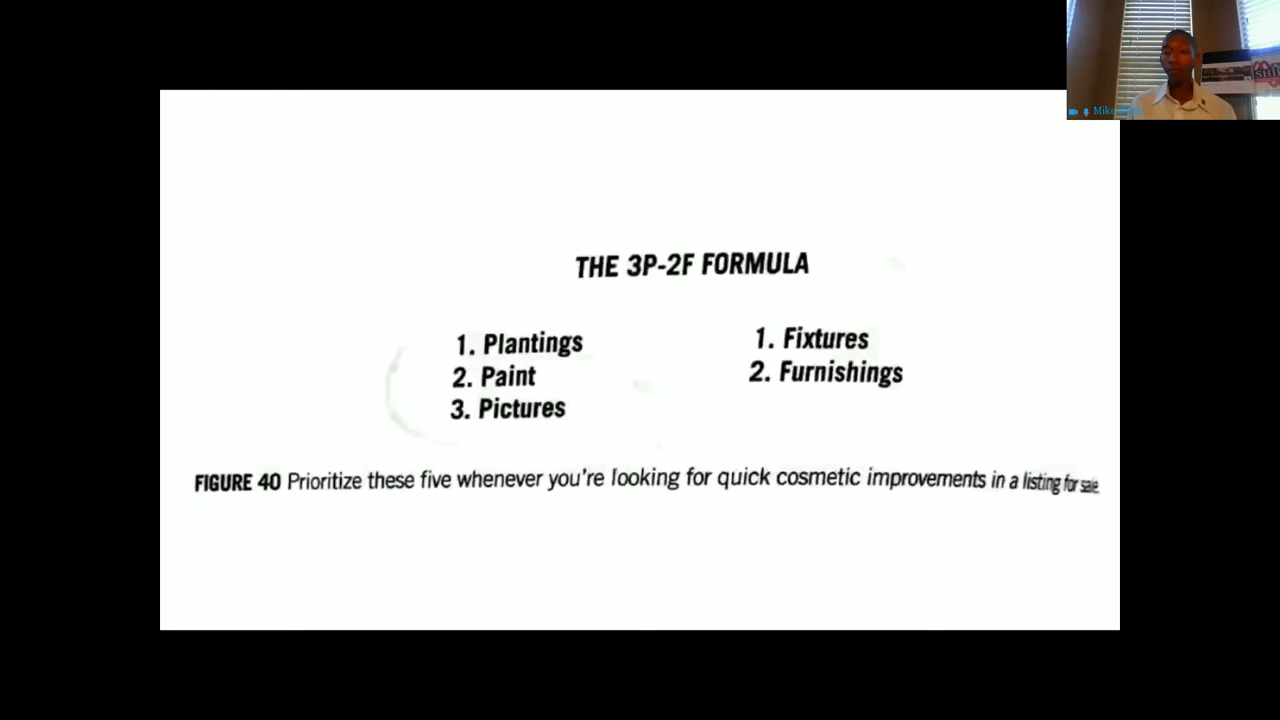 THE 3P-2F FORMULA
1. Plantings
2. Paint
3. Pictures
1. Fixtures
2. Furnishings
FIGURE 40 Prioritize these five whenever you're looking for quick cosmetic improvements in a listing for sale.